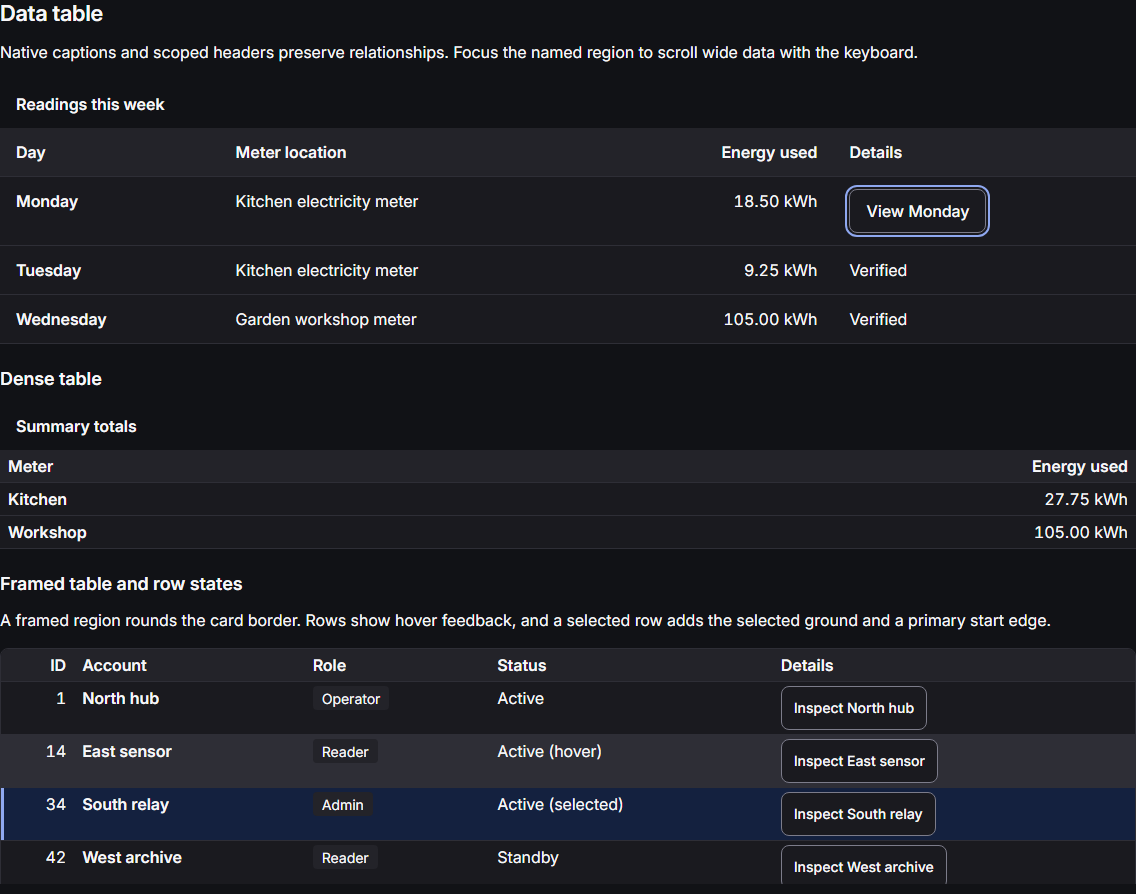 Data table
Native captions and scoped headers preserve relationships. Focus the named region to scroll wide data with the keyboard.
Readings this week
Day Meter location Energy used Details
Monday Kitchen electricity meter 18.50 kWh View Monday
Tuesday Kitchen electricity meter 9.25 kWh Verified
Wednesday Garden workshop meter 105.00 kWh Verified
Dense table
Summary totals
Meter Energy used
Kitchen 27.75 kWh
Workshop 105.00 kWh
Framed table and row states
A framed region rounds the card border. Rows show hover feedback, and a selected row adds the selected ground and a primary start edge.
ID Account Role Status Details
1 North hub Operator Active Inspect North hub
14 East sensor Reader Active (hover) Inspect East sensor
34 South relay Admin Active (selected) Inspect South relay
42 West archive Reader Standby Inspect West archive